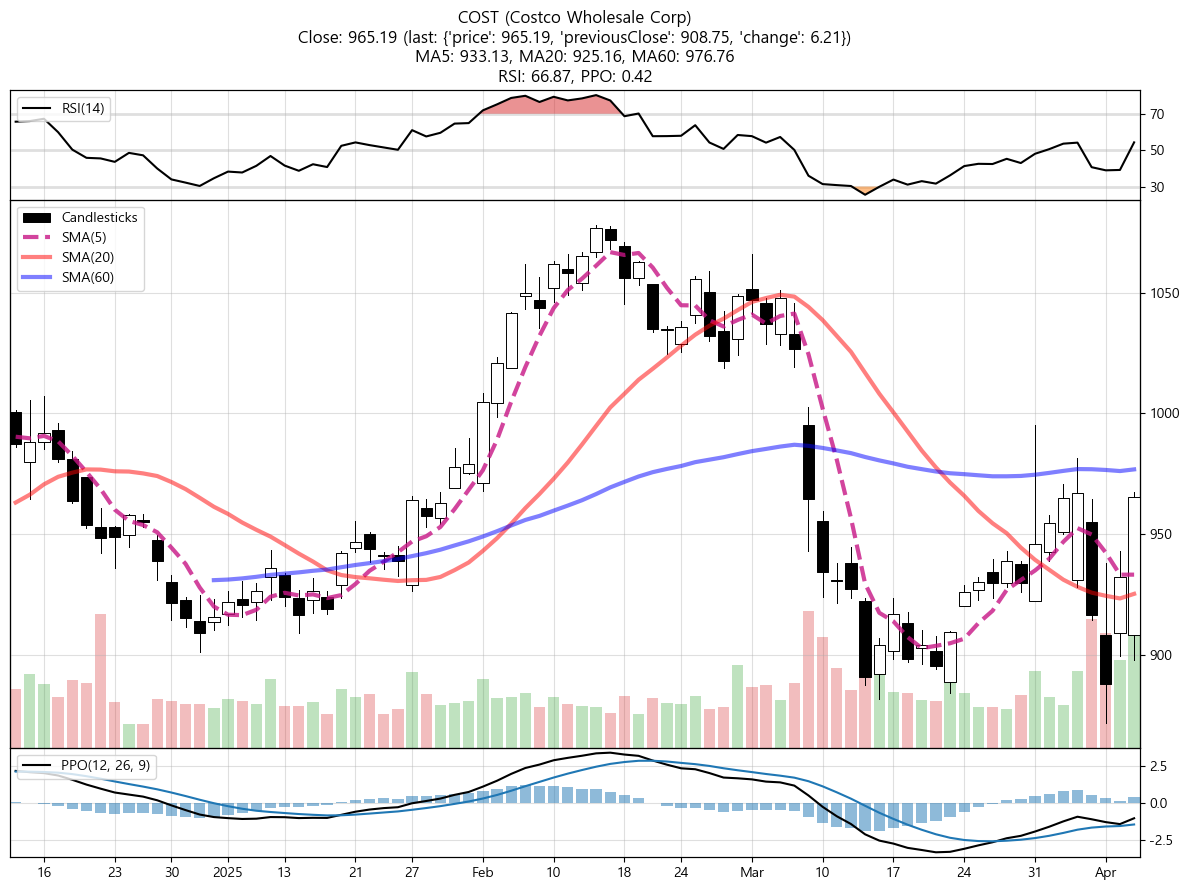 COST (Costco Wholesale Corp)
Close: 965.19 (last: {'price': 965.19, 'previousClose': 908.75, 'change': 6.21})
MA5: 933.13, MA20: 925.16, MA60: 976.76
RSI: 66.87, PPO: 0.42
RSI(14)
70
50
30
Candlesticks
SMA(5)
SMA(20)
SMA(60)
1050
1000
950
900
PPO(12, 26, 9)
2.5
0.0
−2.5
16 23 30 2025 13 21 27 Feb 10 18 24 Mar 10 17 24 31 Apr